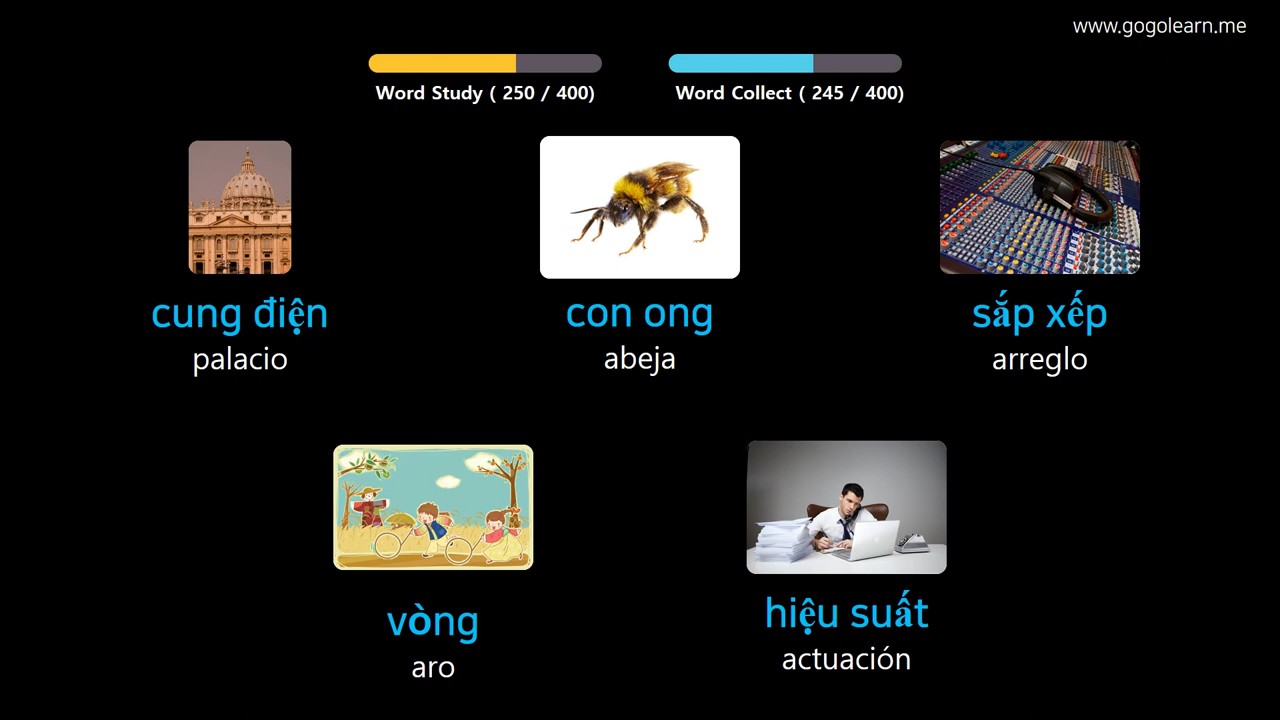 www.gogolearn.me
Word Study ( 250 / 400)
Word Collect ( 245 / 400)
cung điện
palacio
con ong
abeja
sắp xếp
arreglo
vòng
aro
hiệu suất
actuación